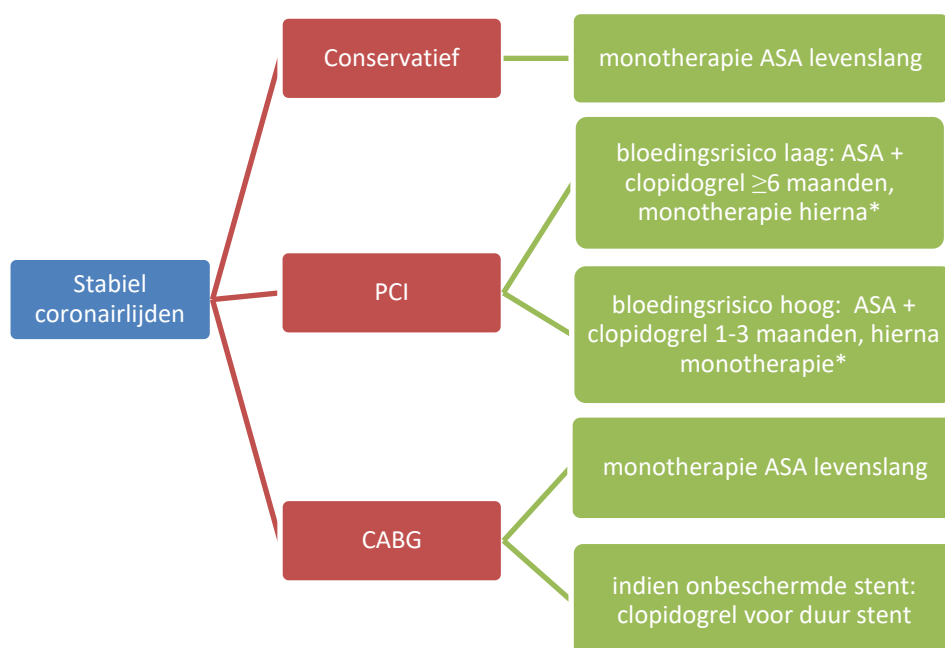 Conservatief
monotherapie ASA levenslang
bloedingsrisico laag: ASA +
clopidogrel ≥6 maanden,
monotherapie hierna*
Stabiel
coronairlijden
PCI
bloedingsrisico hoog: ASA +
clopidogrel 1-3 maanden, hierna
monotherapie*
CABG
monotherapie ASA levenslang
indien onbeschermde stent:
clopidogrel voor duur stent